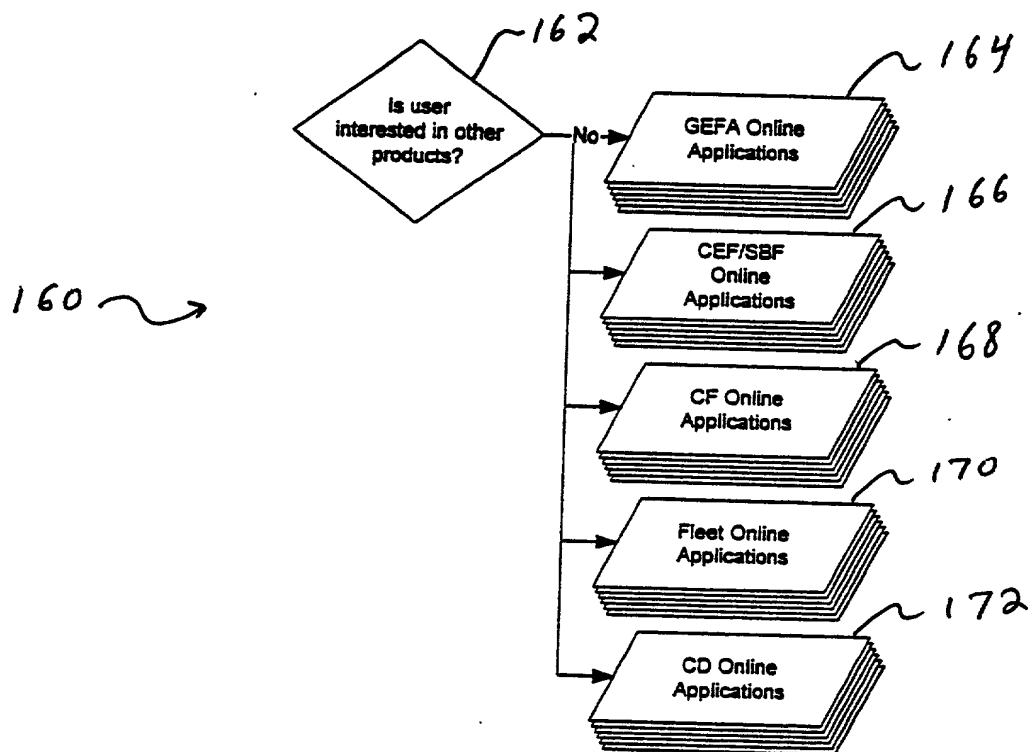 162
Is user
interested in other
products?
No
164
GEFA Online
Applications
166
CEF/SBF
Online
Applications
160
168
CF Online
Applications
170
Fleet Online
Applications
172
CD Online
Applications